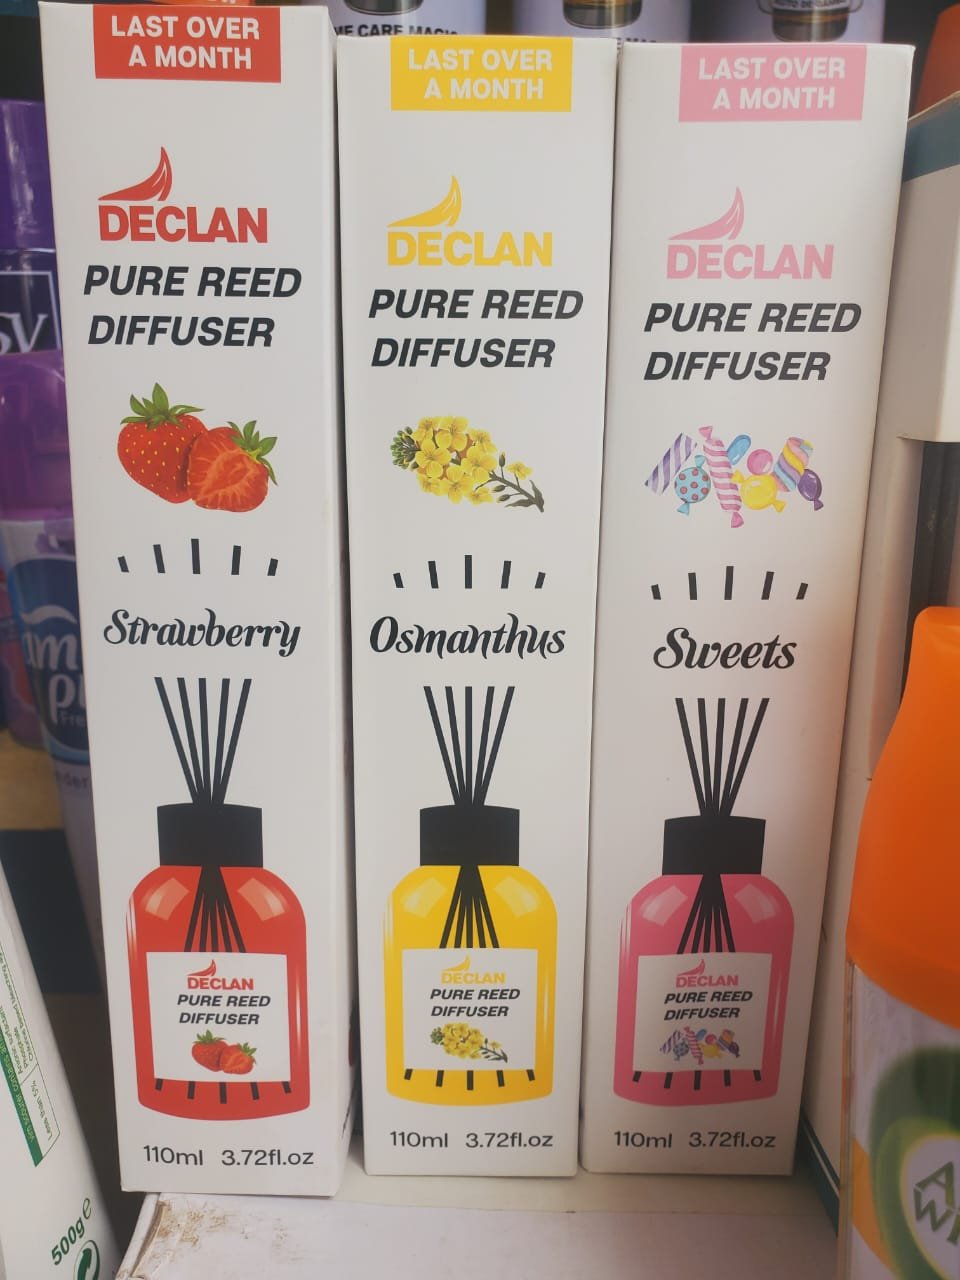 LAST OVER
A MONTH
DECLAN
PURE REED
DIFFUSER
Strawberry
DECLAN
PURE REED
DIFFUSER
110ml 3.72fl.oz
LAST OVER
A MONTH
DECLAN
PURE REED
DIFFUSER
Osmanthus
DECLAN
PURE REED
DIFFUSER
110ml 3.72fl.oz
LAST OVER
A MONTH
DECLAN
PURE REED
DIFFUSER
Sweets
DECLAN
PURE REED
DIFFUSER
110ml 3.72fl.oz
500g e